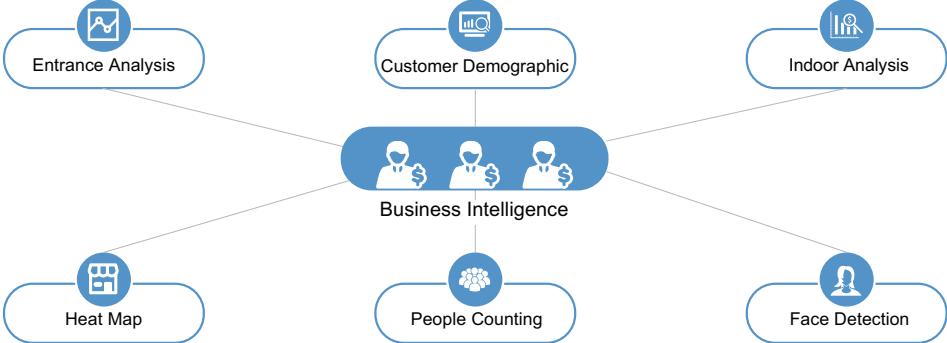 Entrance Analysis
Customer Demographic
Indoor Analysis
Business Intelligence
Heat Map
People Counting
Face Detection